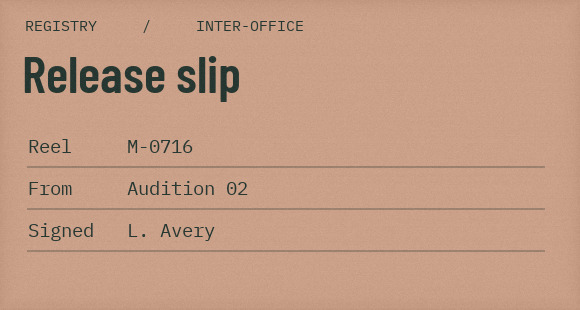 REGISTRY / INTER-OFFICE
Release slip
Reel M-0716
From Audition 02
Signed L. Avery